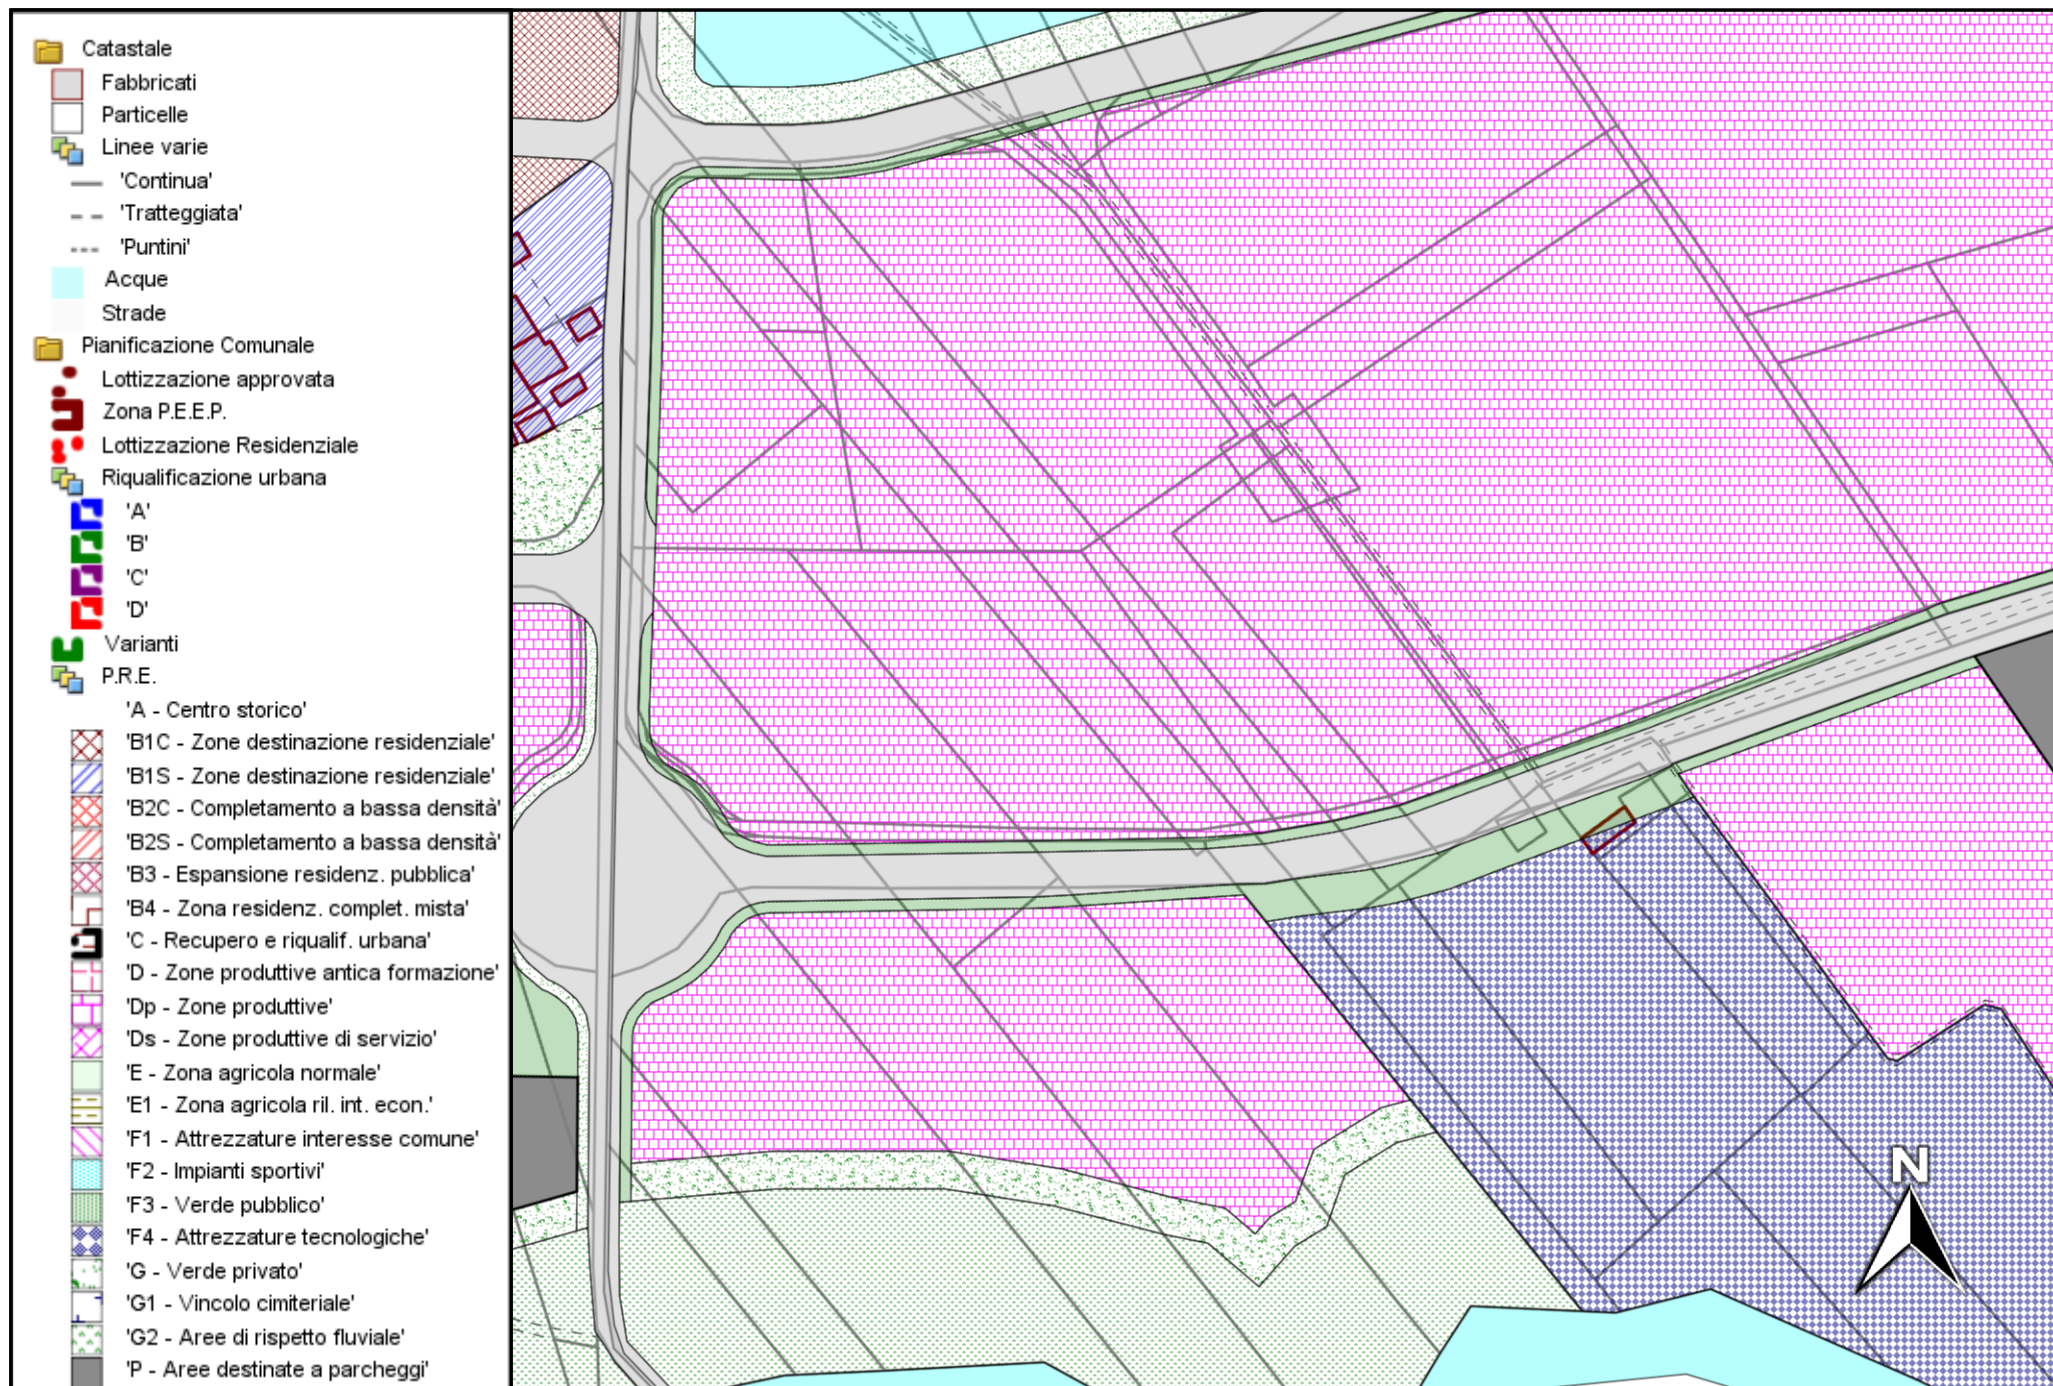 Catastale
Fabbricati
Particelle
Linee varie
'Continua'
'Tratteggiata'
'Puntini'
Acque
Strade
Pianificazione Comunale
Lottizzazione approvata
Zona P.E.E.P.
Lottizzazione Residenziale
Riqualificazione urbana
'A'
'B'
'C'
'D'
Varianti
P.R.E.
'A - Centro storico'
'B1C - Zone destinazione residenziale'
'B1S - Zone destinazione residenziale'
'B2C - Completamento a bassa densità'
'B2S - Completamento a bassa densità'
'B3 - Espansione residenz. pubblica'
'B4 - Zona residenz. complet. mista'
'C - Recupero e riqualif. urbana'
'D - Zone produttive antica formazione'
'Dp - Zone produttive'
'Ds - Zone produttive di servizio'
'E - Zona agricola normale'
'E1 - Zona agricola ril. int. econ.'
'F1 - Attrezzature interesse comune'
'F2 - Impianti sportivi'
'F3 - Verde pubblico'
'F4 - Attrezzature tecnologiche'
'G - Verde privato'
'G1 - Vincolo cimiteriale'
'G2 - Aree di rispetto fluviale'
'P - Aree destinate a parcheggi'
N